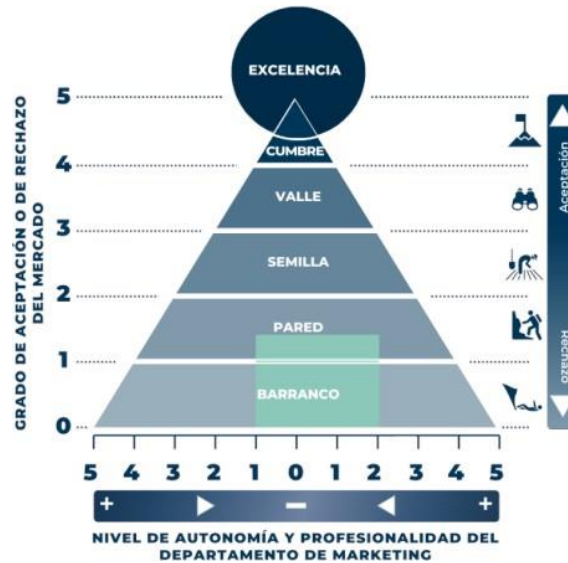 EXCELENCIA
5
CUMBRE
4
VALLE
3
SEMILLA
2
PARED
1
BARRANCO
0
5 4 3 2 1 0 1 2 3 4 5
+ − +
NIVEL DE AUTONOMÍA Y PROFESIONALIDAD DEL
DEPARTAMENTO DE MARKETING
GRADO DE ACEPTACIÓN O DE RECHAZO
DEL MERCADO
Aceptación
Rechazo